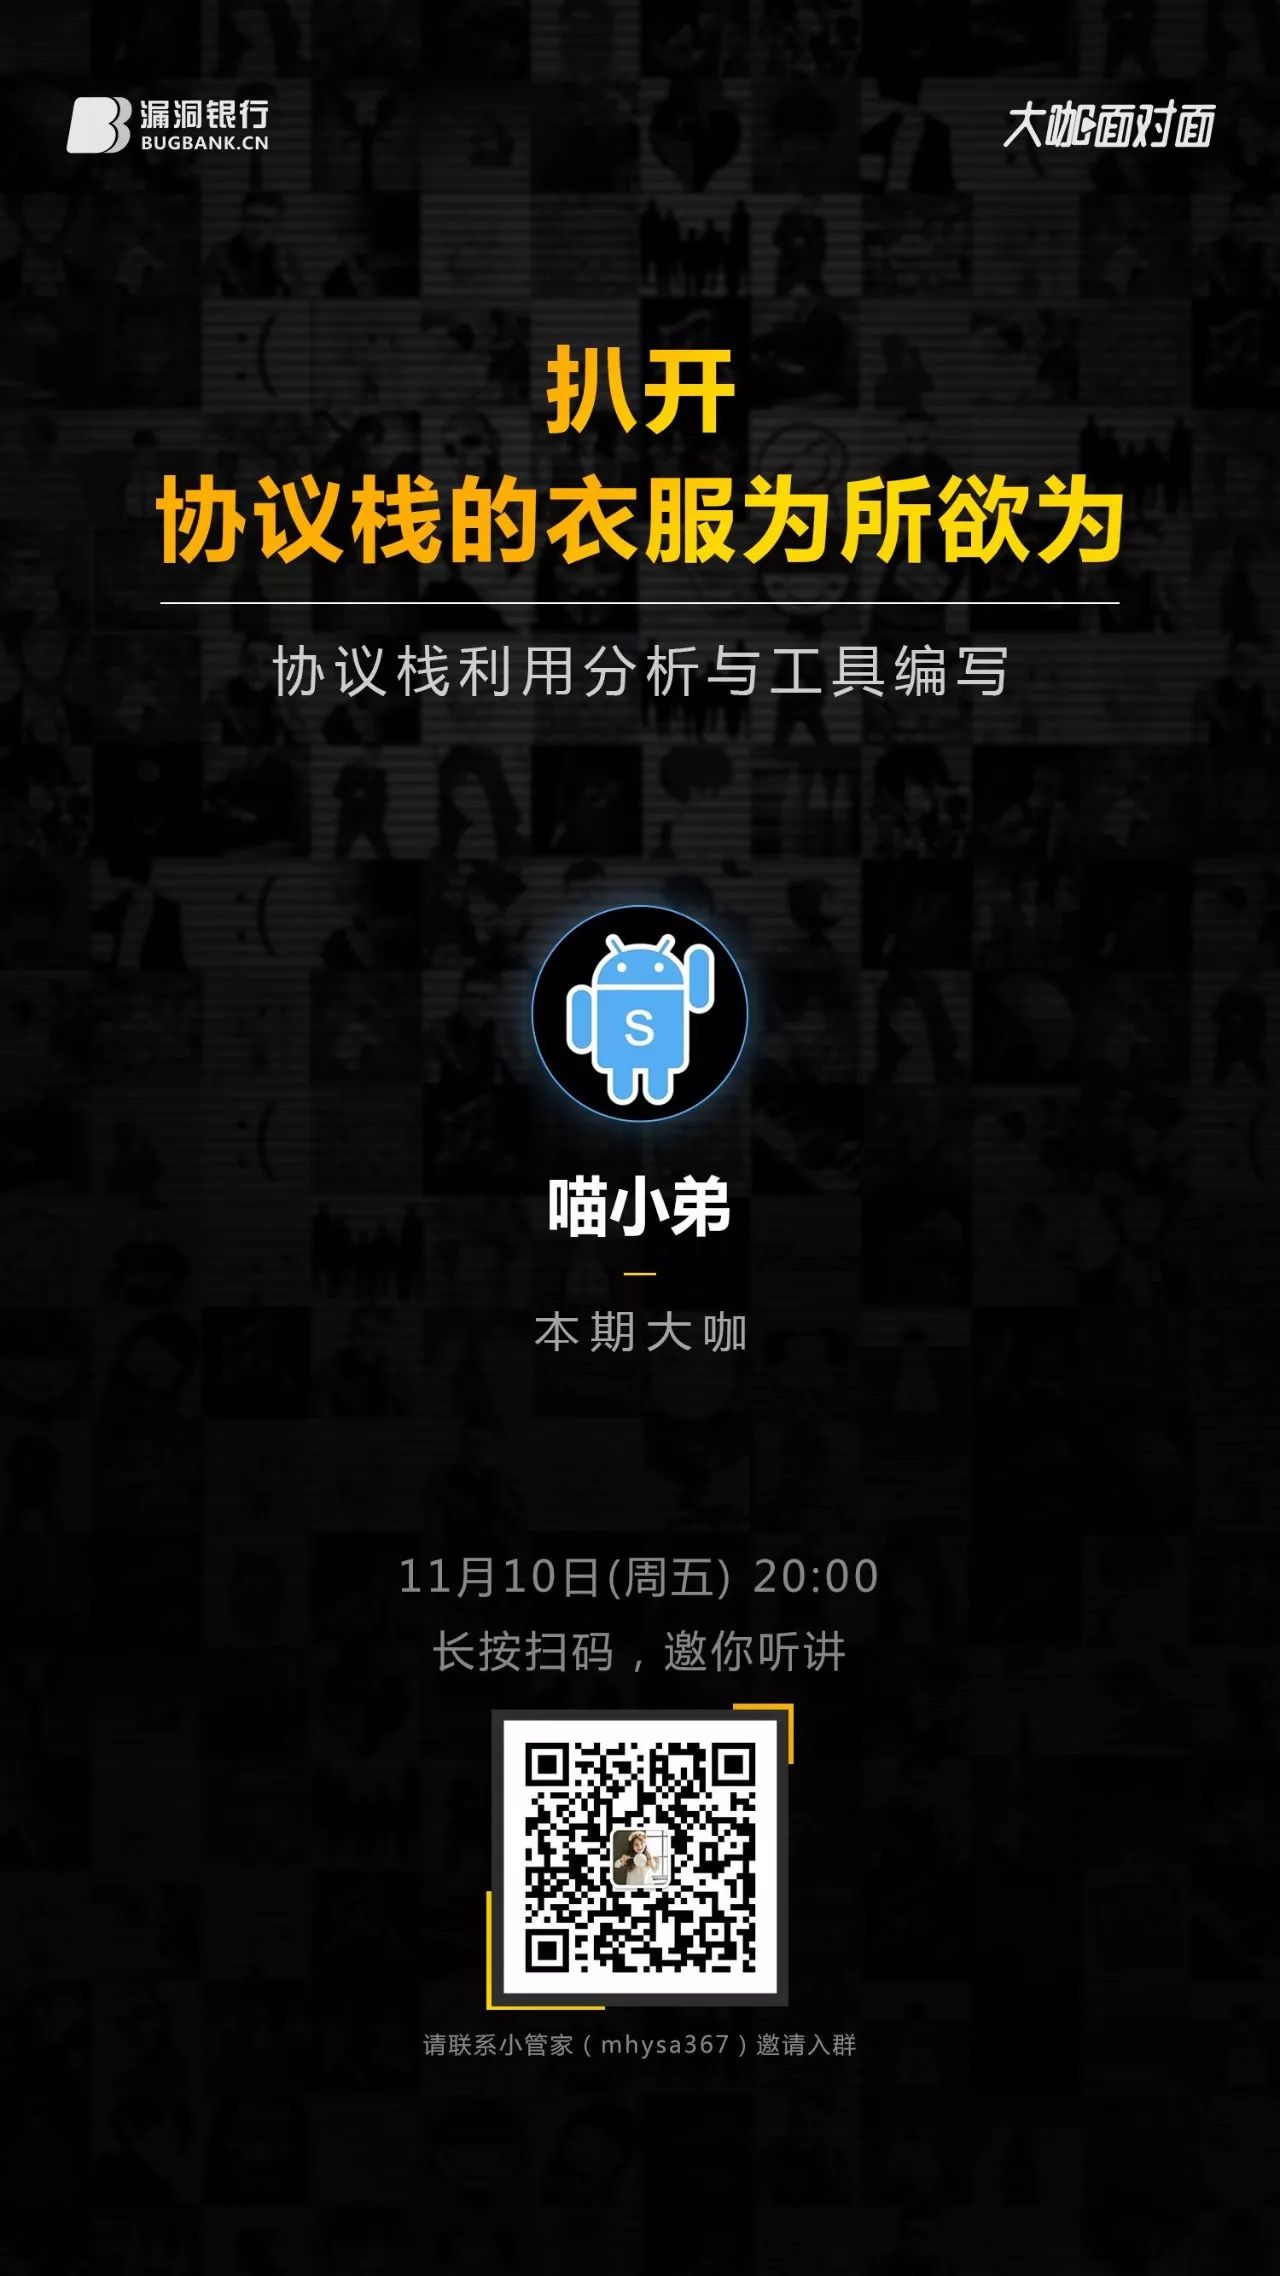 漏洞银行
BUGBANK.CN
大咖面对面
扒开
协议栈的衣服为所欲为
协议栈利用分析与工具编写
S
喵小弟
本期大咖
11月10日(周五) 20:00
长按扫码，邀你听讲
请联系小管家（mhysa367）邀请入群